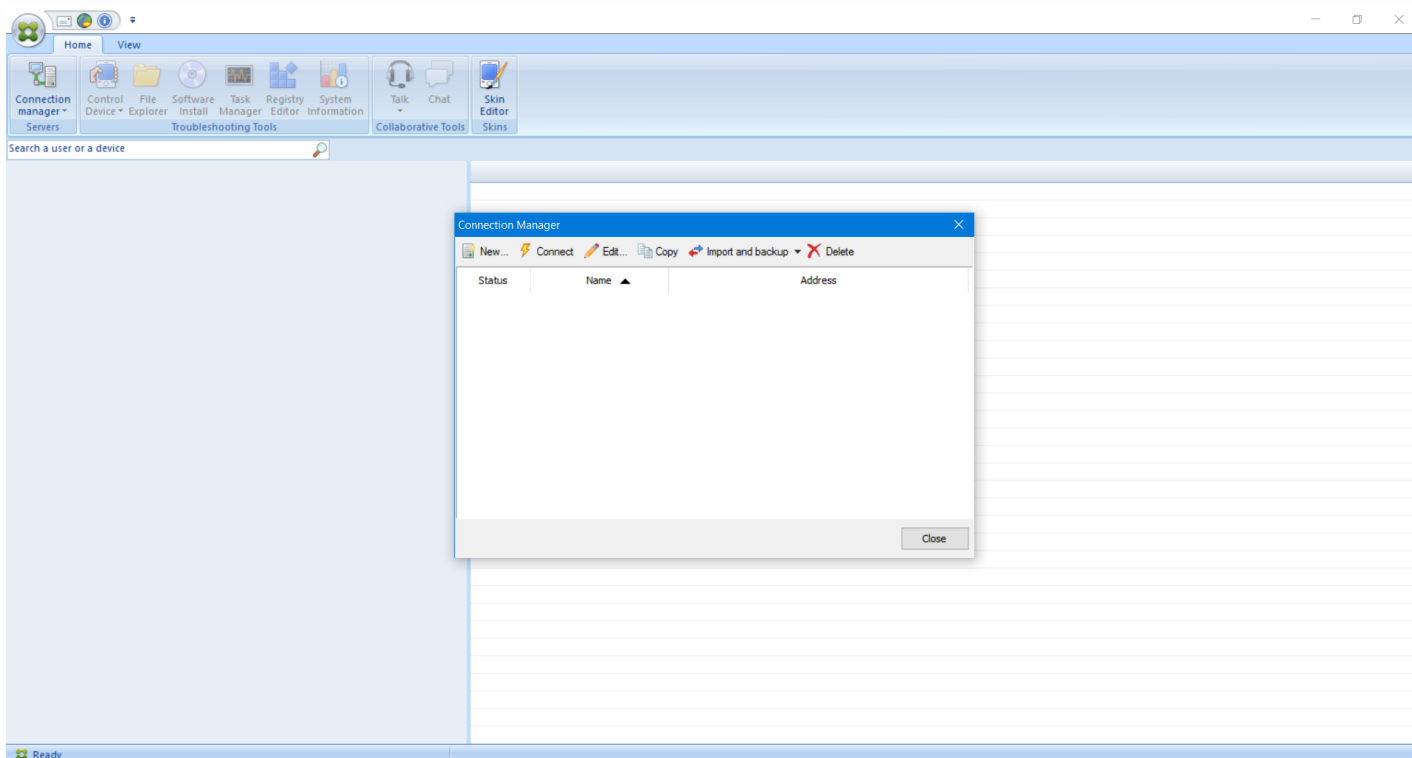 Home View
Connection manager
Control Device
File Explorer
Software Install
Task Manager
Registry Editor
System Information
Talk
Chat
Skin Editor
Servers
Troubleshooting Tools
Collaborative Tools
Skins
Search a user or a device
Connection Manager
New... Connect Edit... Copy Import and backup Delete
Status Name Address
Close
Ready